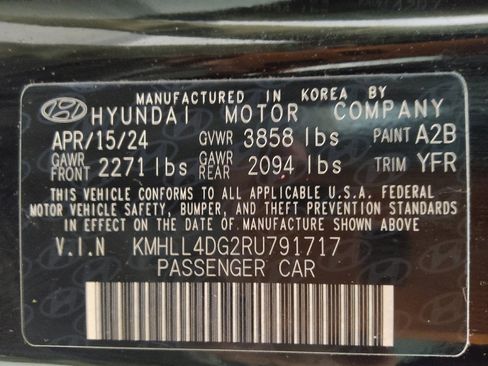 MANUFACTURED IN KOREA BY
HYUNDAI MOTOR COMPANY
APR/15/24 GVWR 3858 lbs PAINT A2B
GAWR FRONT 2271 lbs GAWR REAR 2094 lbs TRIM YFR
THIS VEHICLE CONFORMS TO ALL APPLICABLE U.S.A. FEDERAL
MOTOR VEHICLE SAFETY, BUMPER, AND THEFT PREVENTION STANDARDS
IN EFFECT ON THE DATE OF MANUFACTURE SHOWN ABOVE.
V.I.N KMHLL4DG2RU791717
PASSENGER CAR